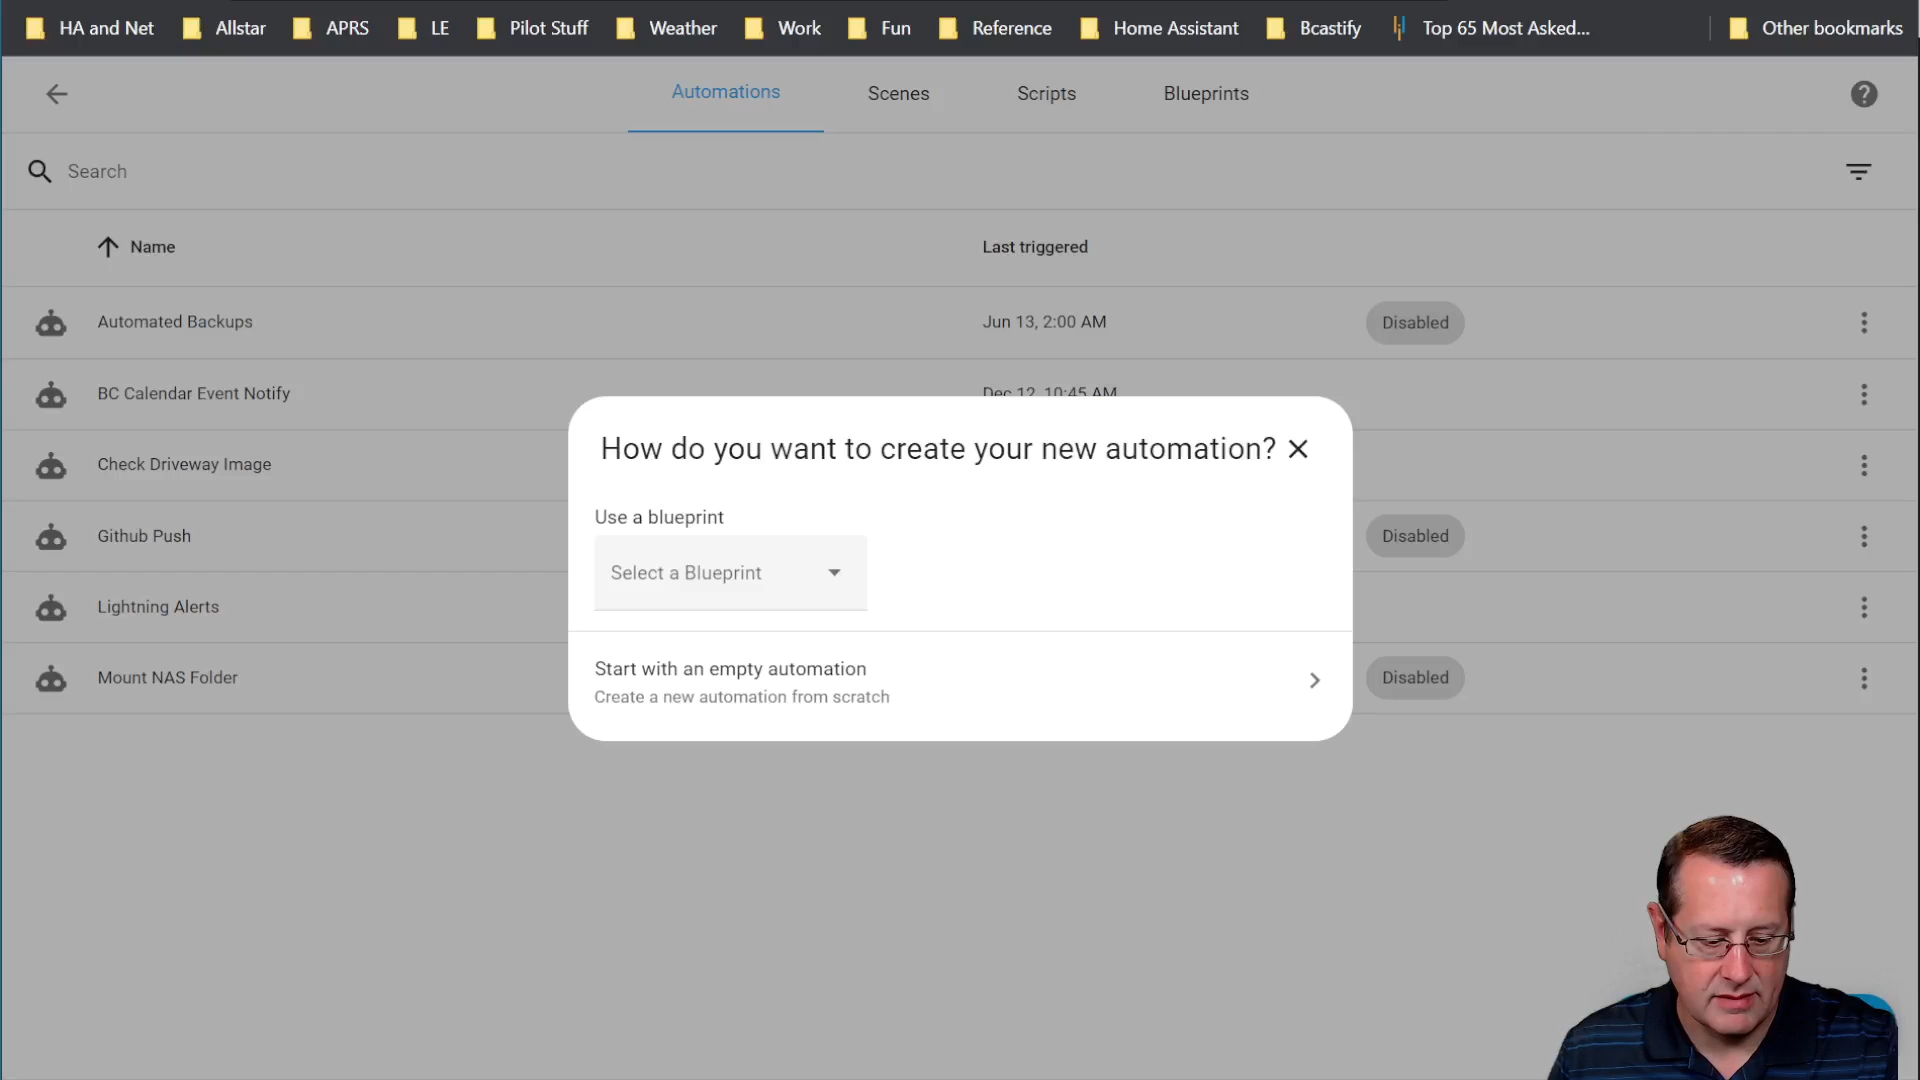 HA and Net Allstar APRS LE Pilot Stuff Weather Work Fun Reference Home Assistant Bcastify Top 65 Most Asked... Other bookmarks
Automations Scenes Scripts Blueprints
Search
Name Last triggered
Automated Backups Jun 13, 2:00 AM Disabled
BC Calendar Event Notify Dec 12, 10:45 AM
Check Driveway Image
Github Push Disabled
Lightning Alerts
Mount NAS Folder Disabled
How do you want to create your new automation?
Use a blueprint
Select a Blueprint
Start with an empty automation
Create a new automation from scratch